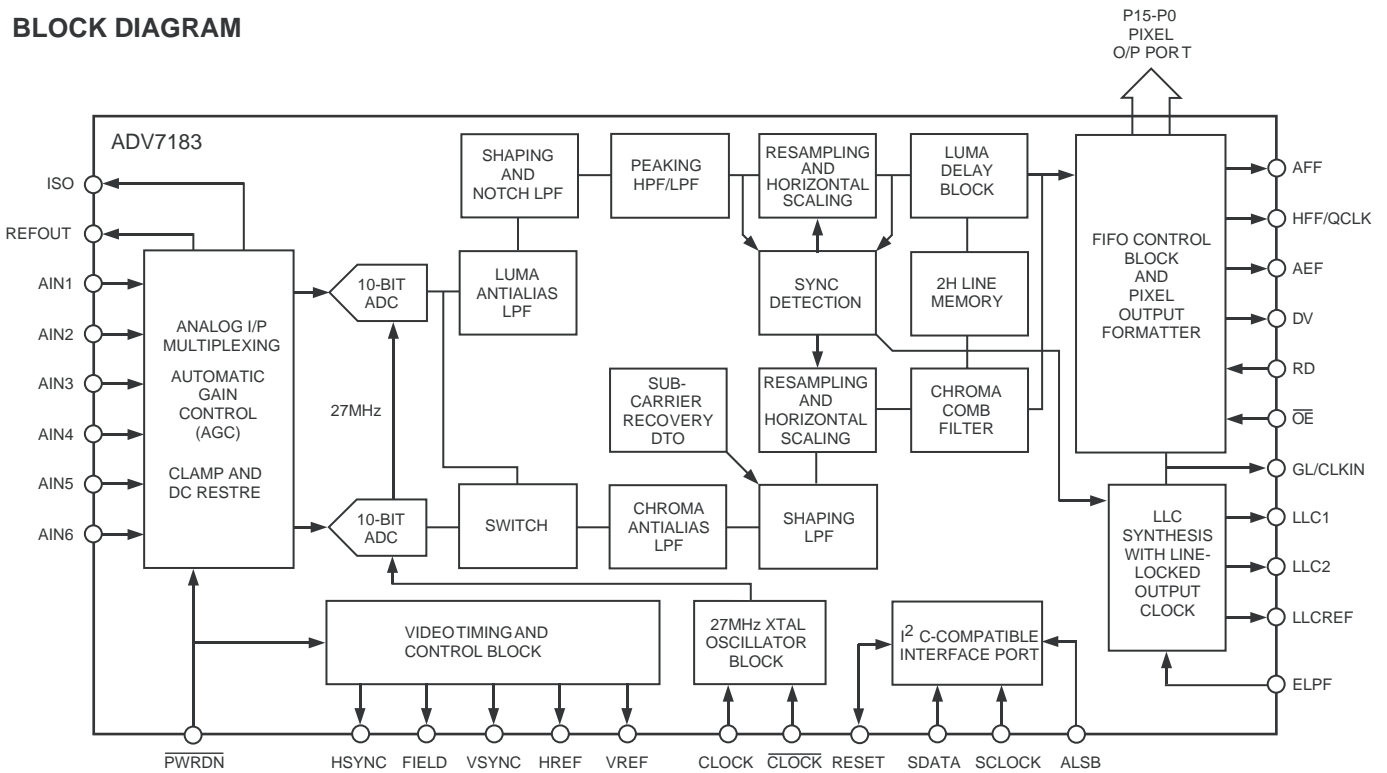 BLOCK DIAGRAM
P15-P0
PIXEL
O/P PORT
ADV7183
ISO
REFOUT
AIN1
AIN2
AIN3
AIN4
AIN5
AIN6
ANALOG I/P
MULTIPLEXING
AUTOMATIC
GAIN
CONTROL
(AGC)
CLAMP AND
DC RESTRE
10-BIT
ADC
27MHz
10-BIT
ADC
SHAPING
AND
NOTCH LPF
LUMA
ANTIALIAS
LPF
PEAKING
HPF/LPF
RESAMPLING
AND
HORIZONTAL
SCALING
LUMA
DELAY
BLOCK
SYNC
DETECTION
2H LINE
MEMORY
SUB-
CARRIER
RECOVERY
DTO
RESAMPLING
AND
HORIZONTAL
SCALING
CHROMA
COMB
FILTER
SWITCH
CHROMA
ANTIALIAS
LPF
SHAPING
LPF
FIFO CONTROL
BLOCK
AND
PIXEL
OUTPUT
FORMATTER
LLC
SYNTHESIS
WITH LINE-
LOCKED
OUTPUT
CLOCK
AFF
HFF/QCLK
AEF
DV
RD
OE
GL/CLKIN
LLC1
LLC2
LLCREF
ELPF
VIDEO TIMING AND
CONTROL BLOCK
27MHz XTAL
OSCILLATOR
BLOCK
I2 C-COMPATIBLE
INTERFACE PORT
PWRDN
HSYNC
FIELD
VSYNC
HREF
VREF
CLOCK
CLOCK
RESET
SDATA
SCLOCK
ALSB